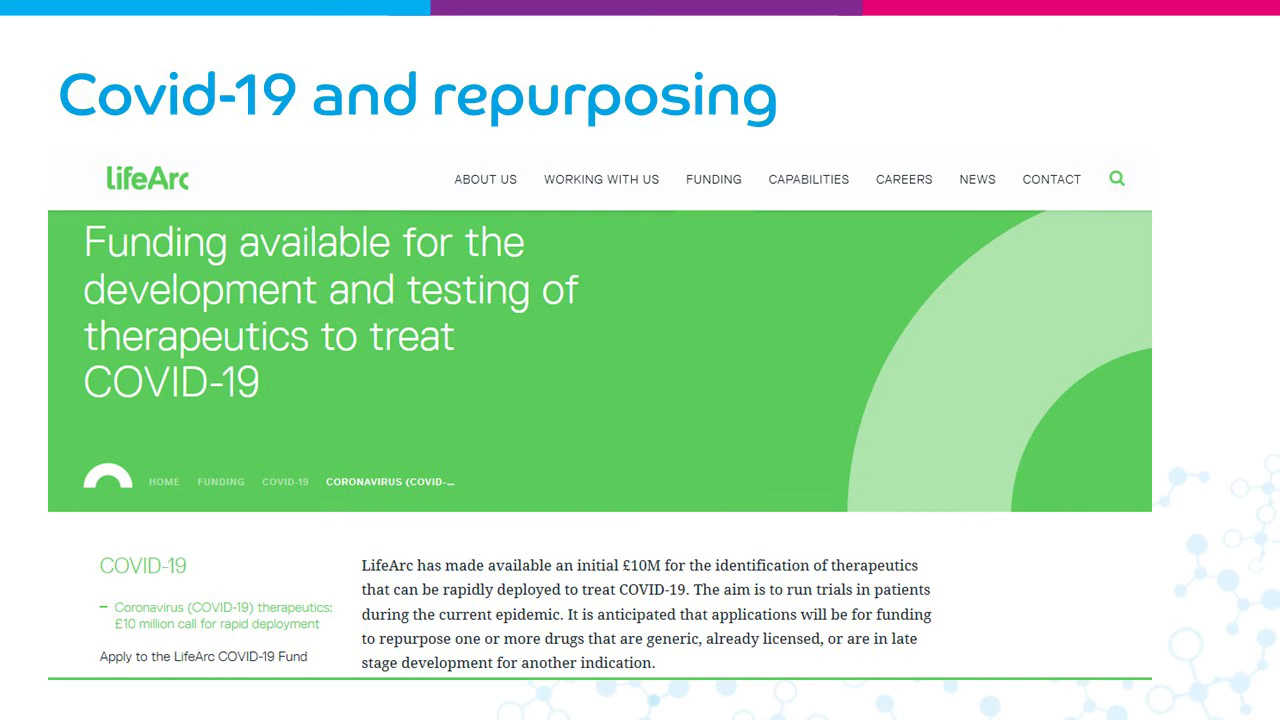 Covid-19 and repurposing
LifeArc
ABOUT US WORKING WITH US FUNDING CAPABILITIES CAREERS NEWS CONTACT
Funding available for the
development and testing of
therapeutics to treat
COVID-19
HOME FUNDING COVID-19 CORONAVIRUS (COVID-...
COVID-19
– Coronavirus (COVID-19) therapeutics:
£10 million call for rapid deployment
Apply to the LifeArc COVID-19 Fund
LifeArc has made available an initial £10M for the identification of therapeutics
that can be rapidly deployed to treat COVID-19. The aim is to run trials in patients
during the current epidemic. It is anticipated that applications will be for funding
to repurpose one or more drugs that are generic, already licensed, or are in late
stage development for another indication.